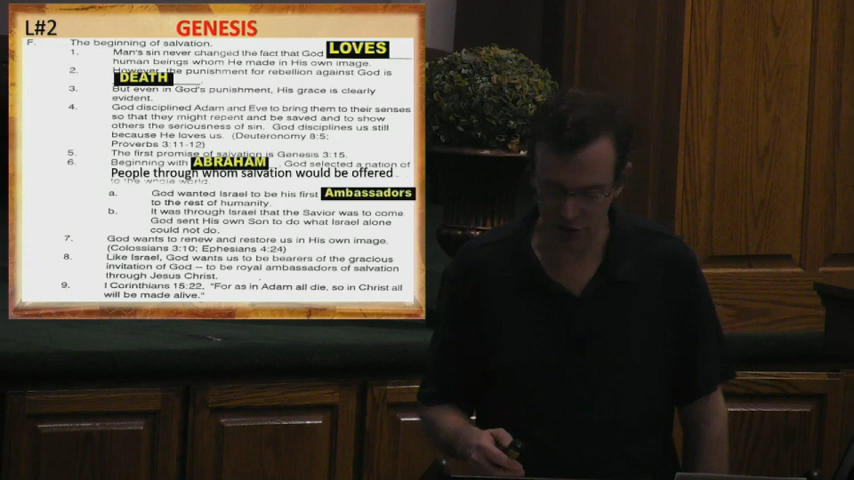 L#2
GENESIS
F. The beginning of salvation.
1. Man's sin never changed the fact that God LOVES
human beings whom He made in His own image.
2. However, the punishment for rebellion against God is
DEATH
3. But even in God's punishment, His grace is clearly
evident.
4. God disciplined Adam and Eve to bring them to their senses
so that they might repent and be saved and to show
others the seriousness of sin. God disciplines us still
because He loves us. (Deuteronomy 8:5;
Proverbs 3:11-12)
5. The first promise of salvation is Genesis 3:15.
6. Beginning with ABRAHAM. God selected a nation of
People through whom salvation would be offered
to the whole world.
a. God wanted Israel to be his first Ambassadors
to the rest of humanity.
b. It was through Israel that the Savior was to come
God sent His own Son to do what Israel alone
could not do.
7. God wants to renew and restore us in His own image.
(Colossians 3:10; Ephesians 4:24)
8. Like Israel, God wants us to be bearers of the gracious
invitation of God – to be royal ambassadors of salvation
through Jesus Christ.
9. I Corinthians 15:22, "For as in Adam all die, so in Christ all
will be made alive."